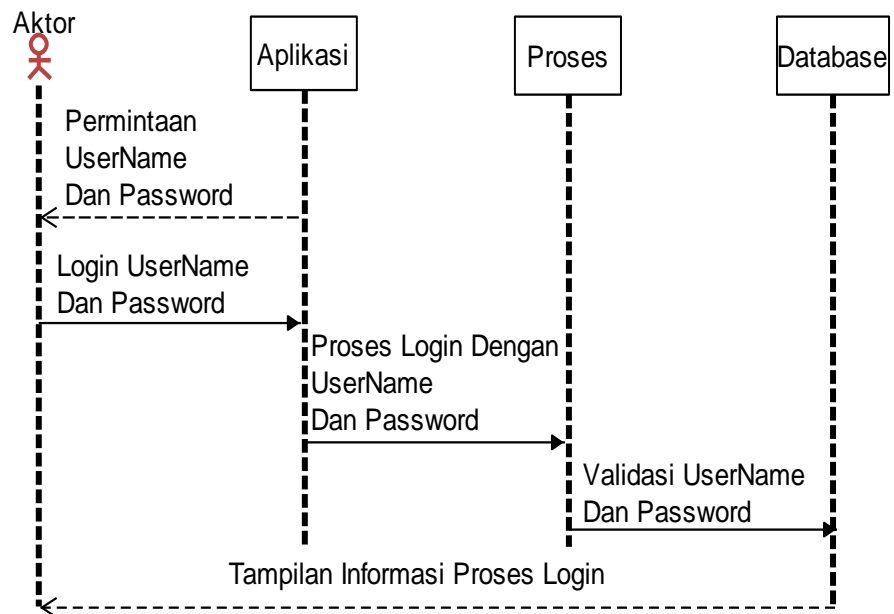 Aktor
Aplikasi
Proses
Database
Permintaan
UserName
Dan Password
Login UserName
Dan Password
Proses Login Dengan
UserName
Dan Password
Validasi UserName
Dan Password
Tampilan Informasi Proses Login